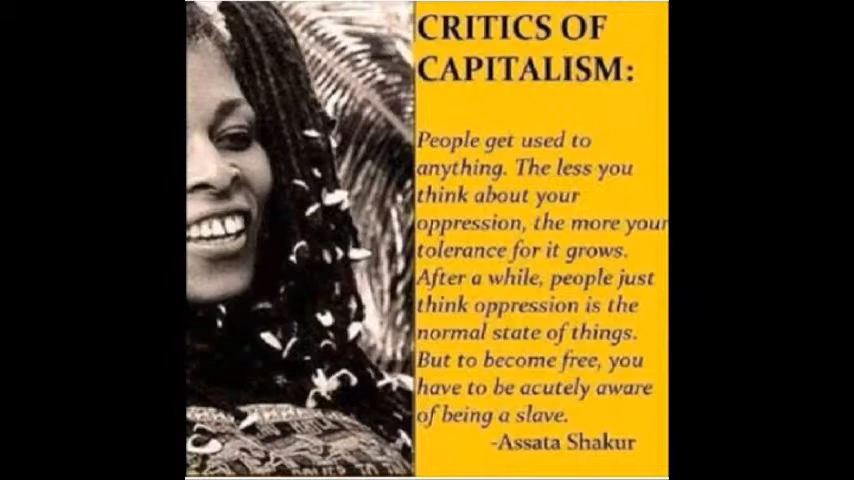 CRITICS OF
CAPITALISM:
People get used to
anything. The less you
think about your
oppression, the more your
tolerance for it grows.
After a while, people just
think oppression is the
normal state of things.
But to become free, you
have to be acutely aware
of being a slave.
-Assata Shakur